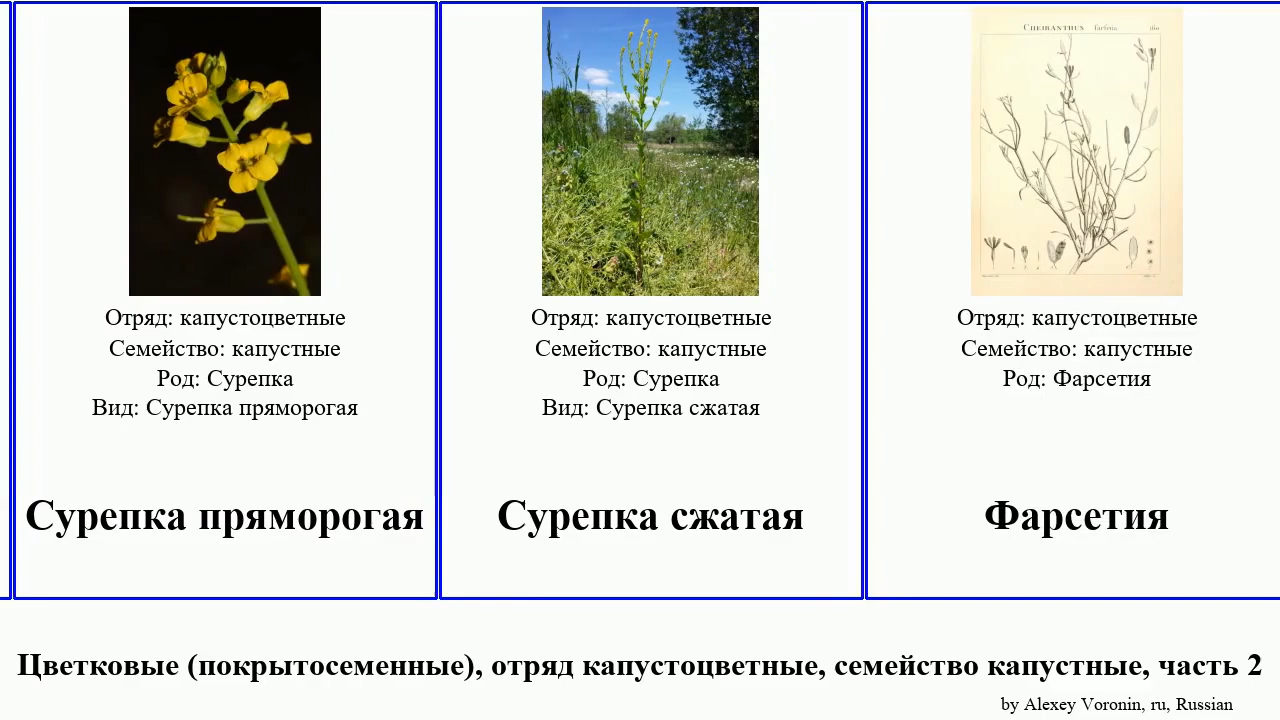 CHEIRANTHUS farsetia
Отряд: капустоцветные
Семейство: капустные
Род: Сурепка
Вид: Сурепка пряморогая
Сурепка пряморогая
Отряд: капустоцветные
Семейство: капустные
Род: Сурепка
Вид: Сурепка сжатая
Сурепка сжатая
Отряд: капустоцветные
Семейство: капустные
Род: Фарсетия
Фарсетия
Цветковые (покрытосеменные), отряд капустоцветные, семейство капустные, часть 2
by Alexey Voronin, ru, Russian